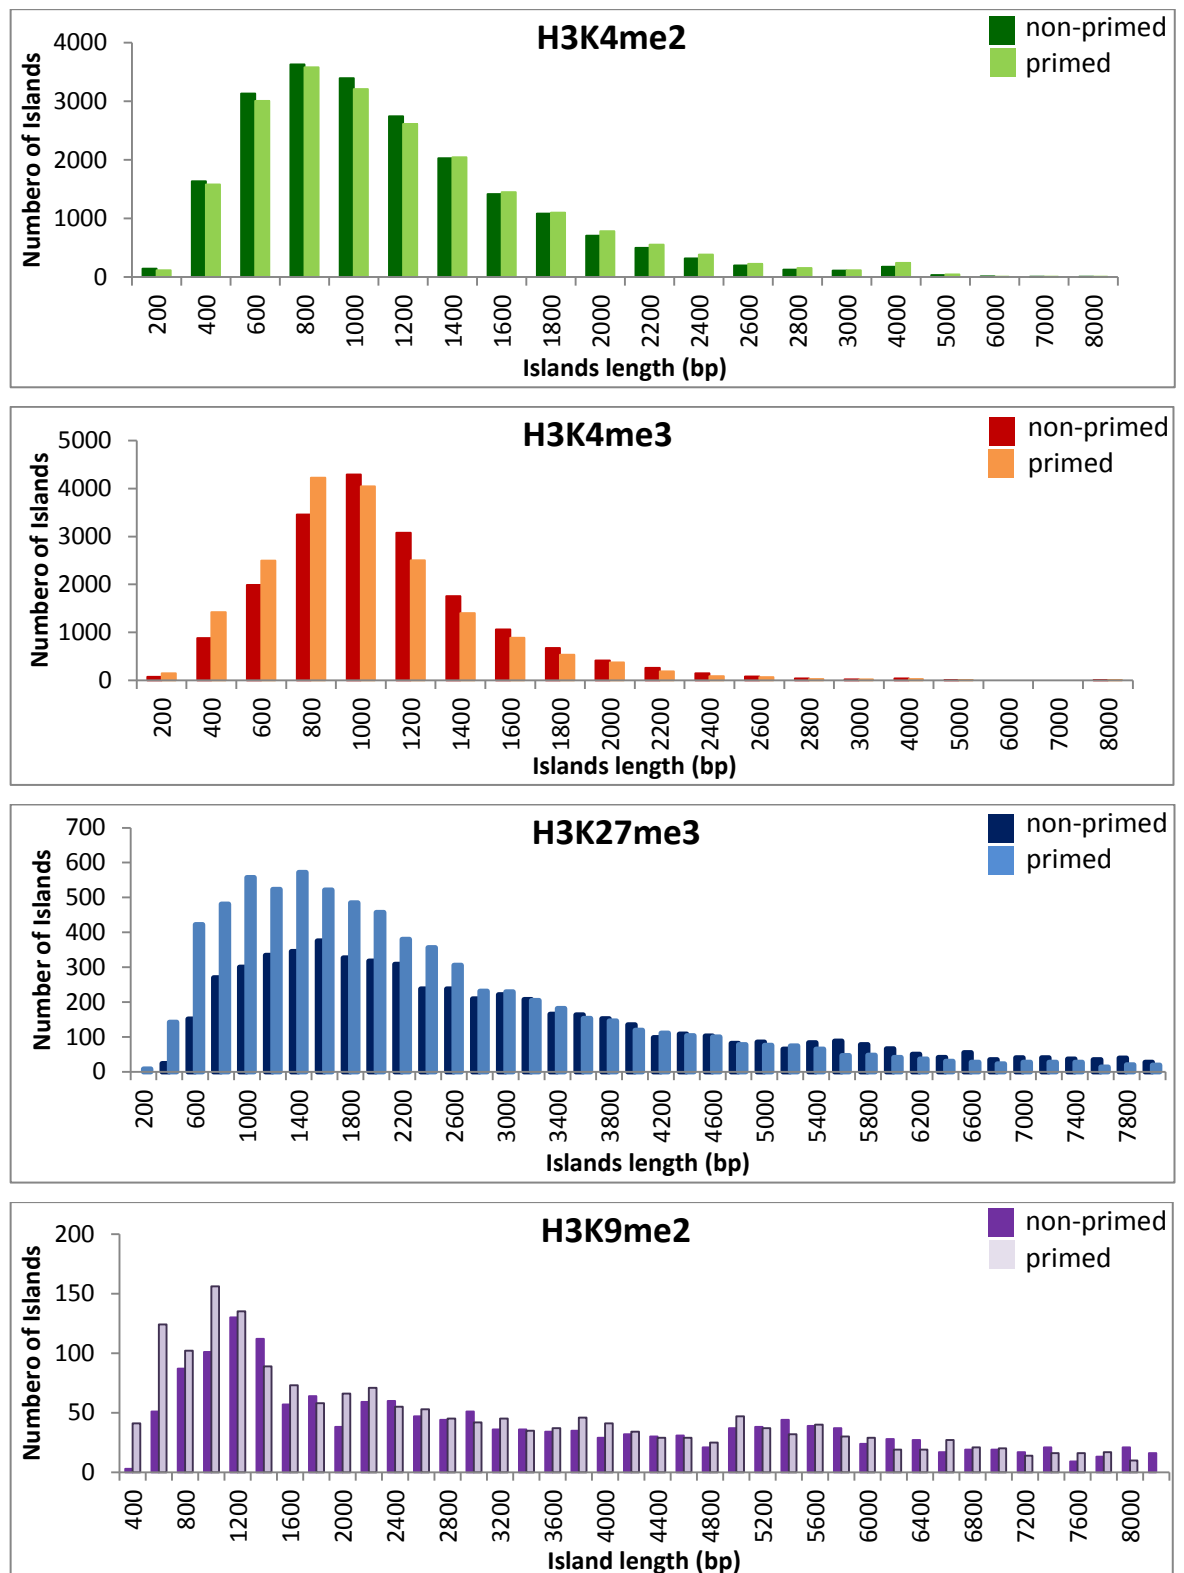 H3K4me2
non-primed
primed
Numbero of Islands
4000
3000
2000
1000
0
200 400 600 800 1000 1200 1400 1600 1800 2000 2200 2400 2600 2800 3000 4000 5000 6000 7000 8000
Islands length (bp)
H3K4me3
non-primed
primed
Numbero of Islands
5000
4000
3000
2000
1000
0
200 400 600 800 1000 1200 1400 1600 1800 2000 2200 2400 2600 2800 3000 4000 5000 6000 7000 8000
Islands length (bp)
H3K27me3
non-primed
primed
Number of Islands
700
600
500
400
300
200
100
0
200 600 1000 1400 1800 2200 2600 3000 3400 3800 4200 4600 5000 5400 5800 6200 6600 7000 7400 7800
Islands length (bp)
H3K9me2
non-primed
primed
Numbero of Islands
200
150
100
50
0
400 800 1200 1600 2000 2400 2800 3200 3600 4000 4400 4800 5200 5600 6000 6400 6800 7200 7600 8000
Island length (bp)